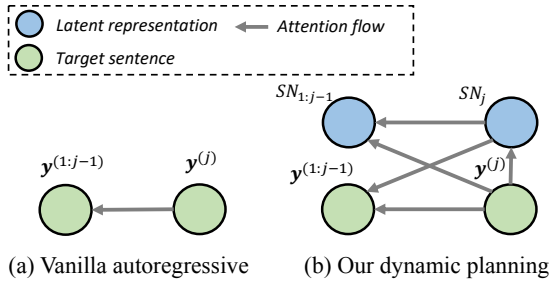 Latent representation Attention flow
Target sentence
SN₁:ⱼ₋₁ SNⱼ
y⁽¹:ʲ⁻¹⁾ y⁽ʲ⁾ y⁽¹:ʲ⁻¹⁾ y⁽ʲ⁾
(a) Vanilla autoregressive (b) Our dynamic planning